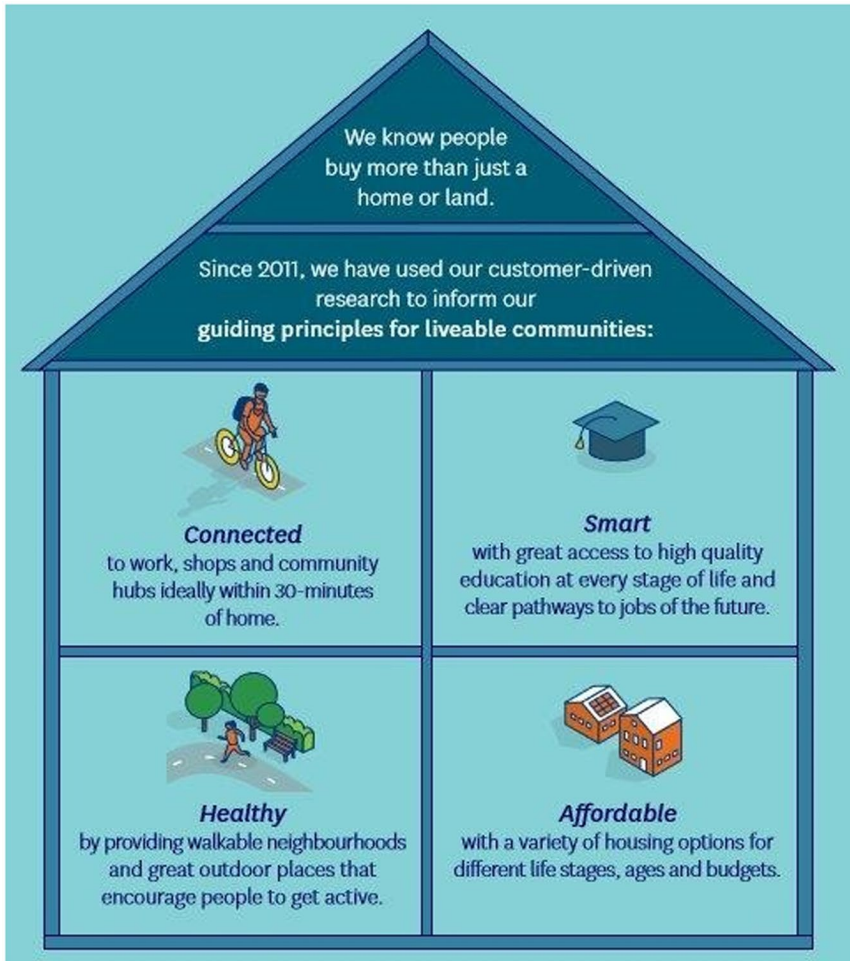 We know people
buy more than just a
home or land.
Since 2011, we have used our customer-driven
research to inform our
guiding principles for liveable communities:
Connected
to work, shops and community
hubs ideally within 30-minutes
of home.
Smart
with great access to high quality
education at every stage of life and
clear pathways to jobs of the future.
Healthy
by providing walkable neighbourhoods
and great outdoor places that
encourage people to get active.
Affordable
with a variety of housing options for
different life stages, ages and budgets.